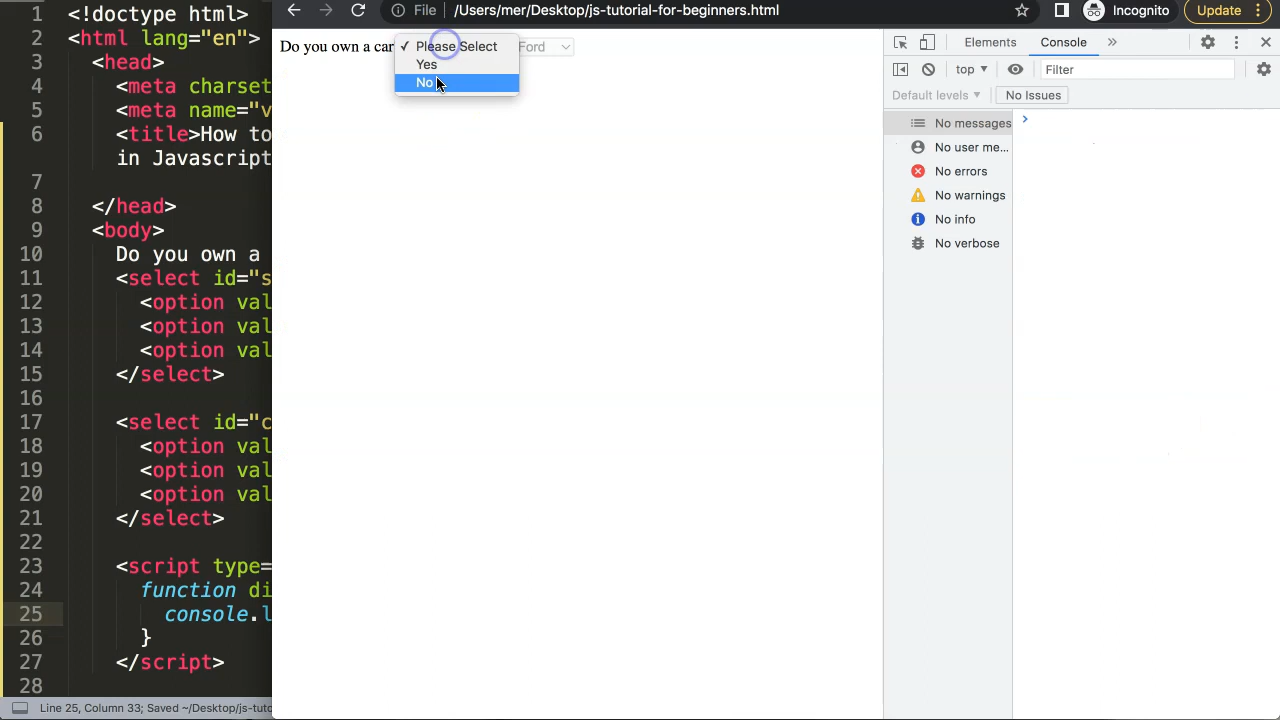 1 <!doctype html>
2 <html lang="en">
3 <head>
4 <meta charset
5 <meta name="v
6 <title>How to
in Javascript
7
8 </head>
9 <body>
10 Do you own a
11 <select id="s
12 <option val
13 <option val
14 <option val
15 </select>
16
17 <select id="c
18 <option val
19 <option val
20 <option val
21 </select>
22
23 <script type=
24 function di
25 console.l
26 }
27 </script>
28
Line 25, Column 33; Saved ~/Desktop/js-tuto
File /Users/mer/Desktop/js-tutorial-for-beginners.html Incognito Update
Do you own a car ✓ Please Select Ford
Yes
No
Elements Console
top Filter
Default levels No Issues
No messages
No user me...
No errors
No warnings
No info
No verbose